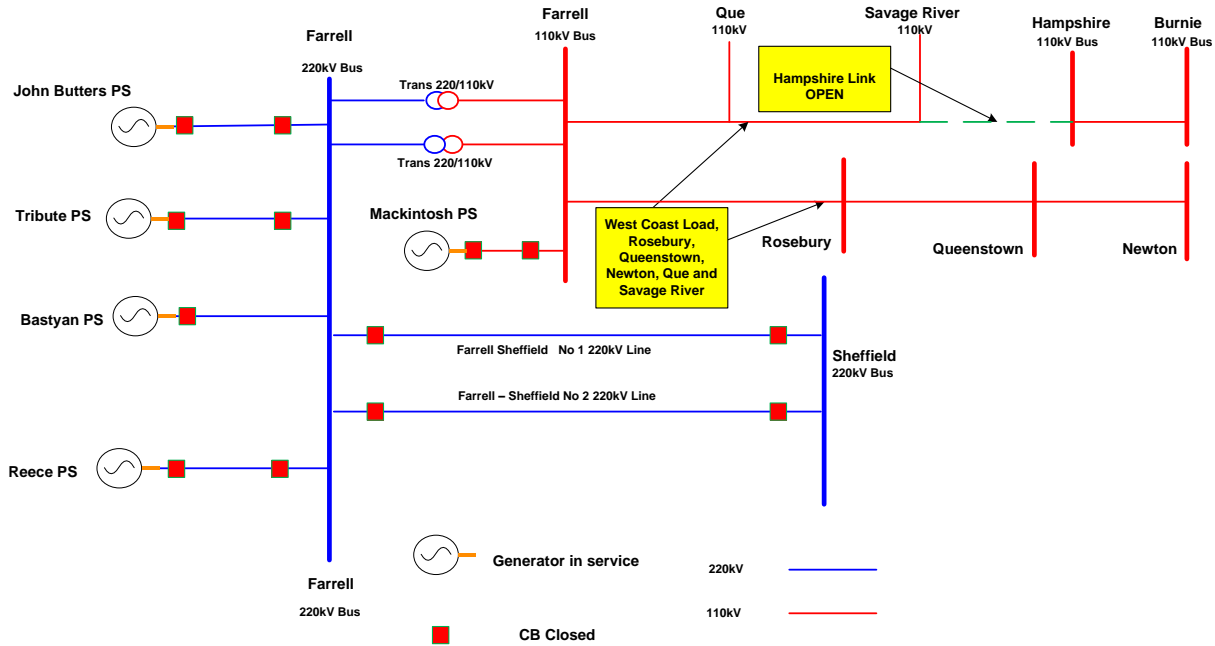 Farrell
110kV Bus
Que
110kV
Savage River
110kV
Hampshire
110kV Bus
Burnie
110kV Bus
Farrell
220kV Bus
Hampshire Link
OPEN
John Butters PS
Trans 220/110kV
Trans 220/110kV
Tribute PS
Mackintosh PS
West Coast Load,
Rosebury,
Queenstown,
Newton, Que and
Savage River
Rosebury
Queenstown
Newton
Bastyan PS
Farrell Sheffield No 1 220kV Line
Sheffield
220kV Bus
Farrell – Sheffield No 2 220kV Line
Reece PS
Generator in service
220kV
Farrell
220kV Bus
110kV
CB Closed